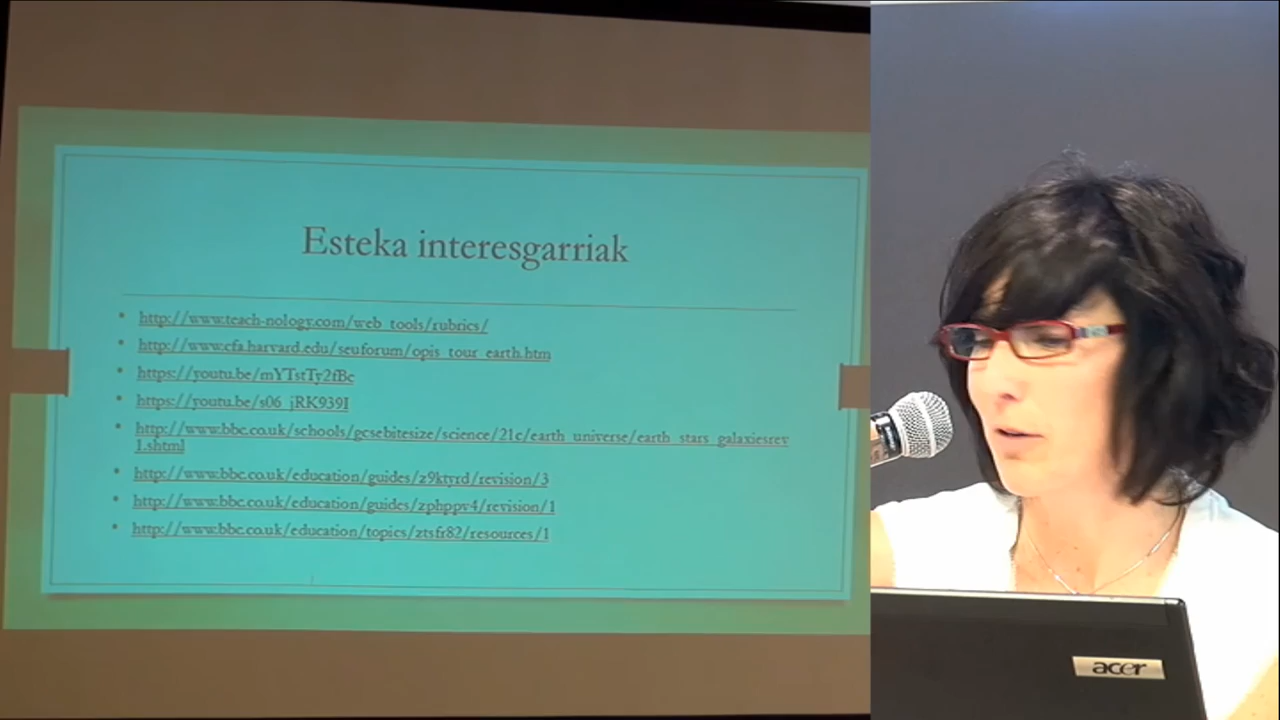 Esteka interesgarriak
http://www.teach-nology.com/web_tools/rubrics/
http://www.cfa.harvard.edu/seuforum/opis_tour_earth.htm
https://youtu.be/mYTstTy2fBc
https://youtu.be/s06_jRK939I
http://www.bbc.co.uk/schools/gcsebitesize/science/21c/earth_universe/earth_stars_galaxiesrev
1.shtml
http://www.bbc.co.uk/education/guides/z9ktyrd/revision/3
http://www.bbc.co.uk/education/guides/zphppv4/revision/1
http://www.bbc.co.uk/education/topics/ztsfr82/resources/1
acer